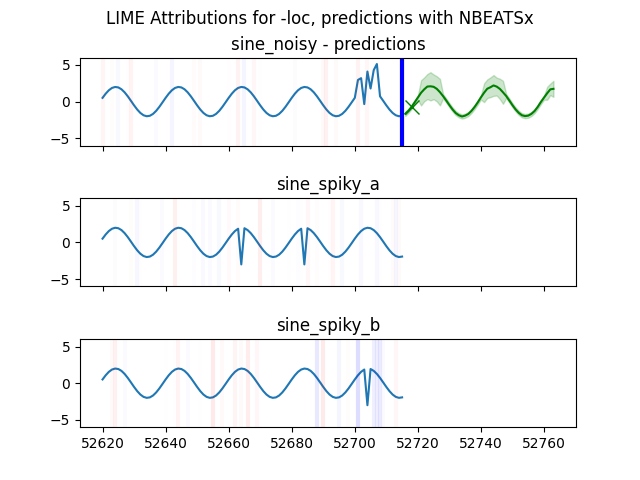 LIME Attributions for -loc, predictions with NBEATSx
sine_noisy - predictions
5
0
−5
sine_spiky_a
5
0
−5
sine_spiky_b
5
0
−5
52620 52640 52660 52680 52700 52720 52740 52760